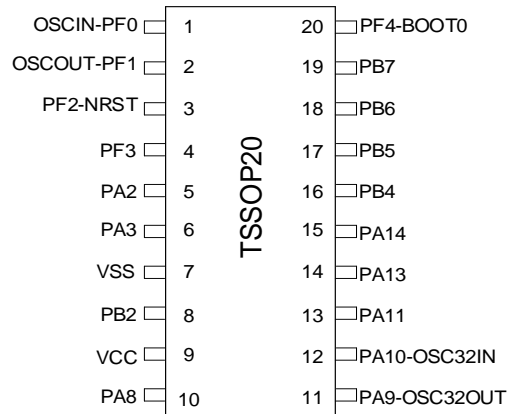 OSCIN-PF0 1 20 PF4-BOOT0
OSCOUT-PF1 2 19 PB7
PF2-NRST 3 18 PB6
PF3 4 17 PB5
PA2 5 16 PB4
PA3 6 15 PA14
VSS 7 14 PA13
PB2 8 13 PA11
VCC 9 12 PA10-OSC32IN
PA8 10 11 PA9-OSC32OUT
TSSOP20